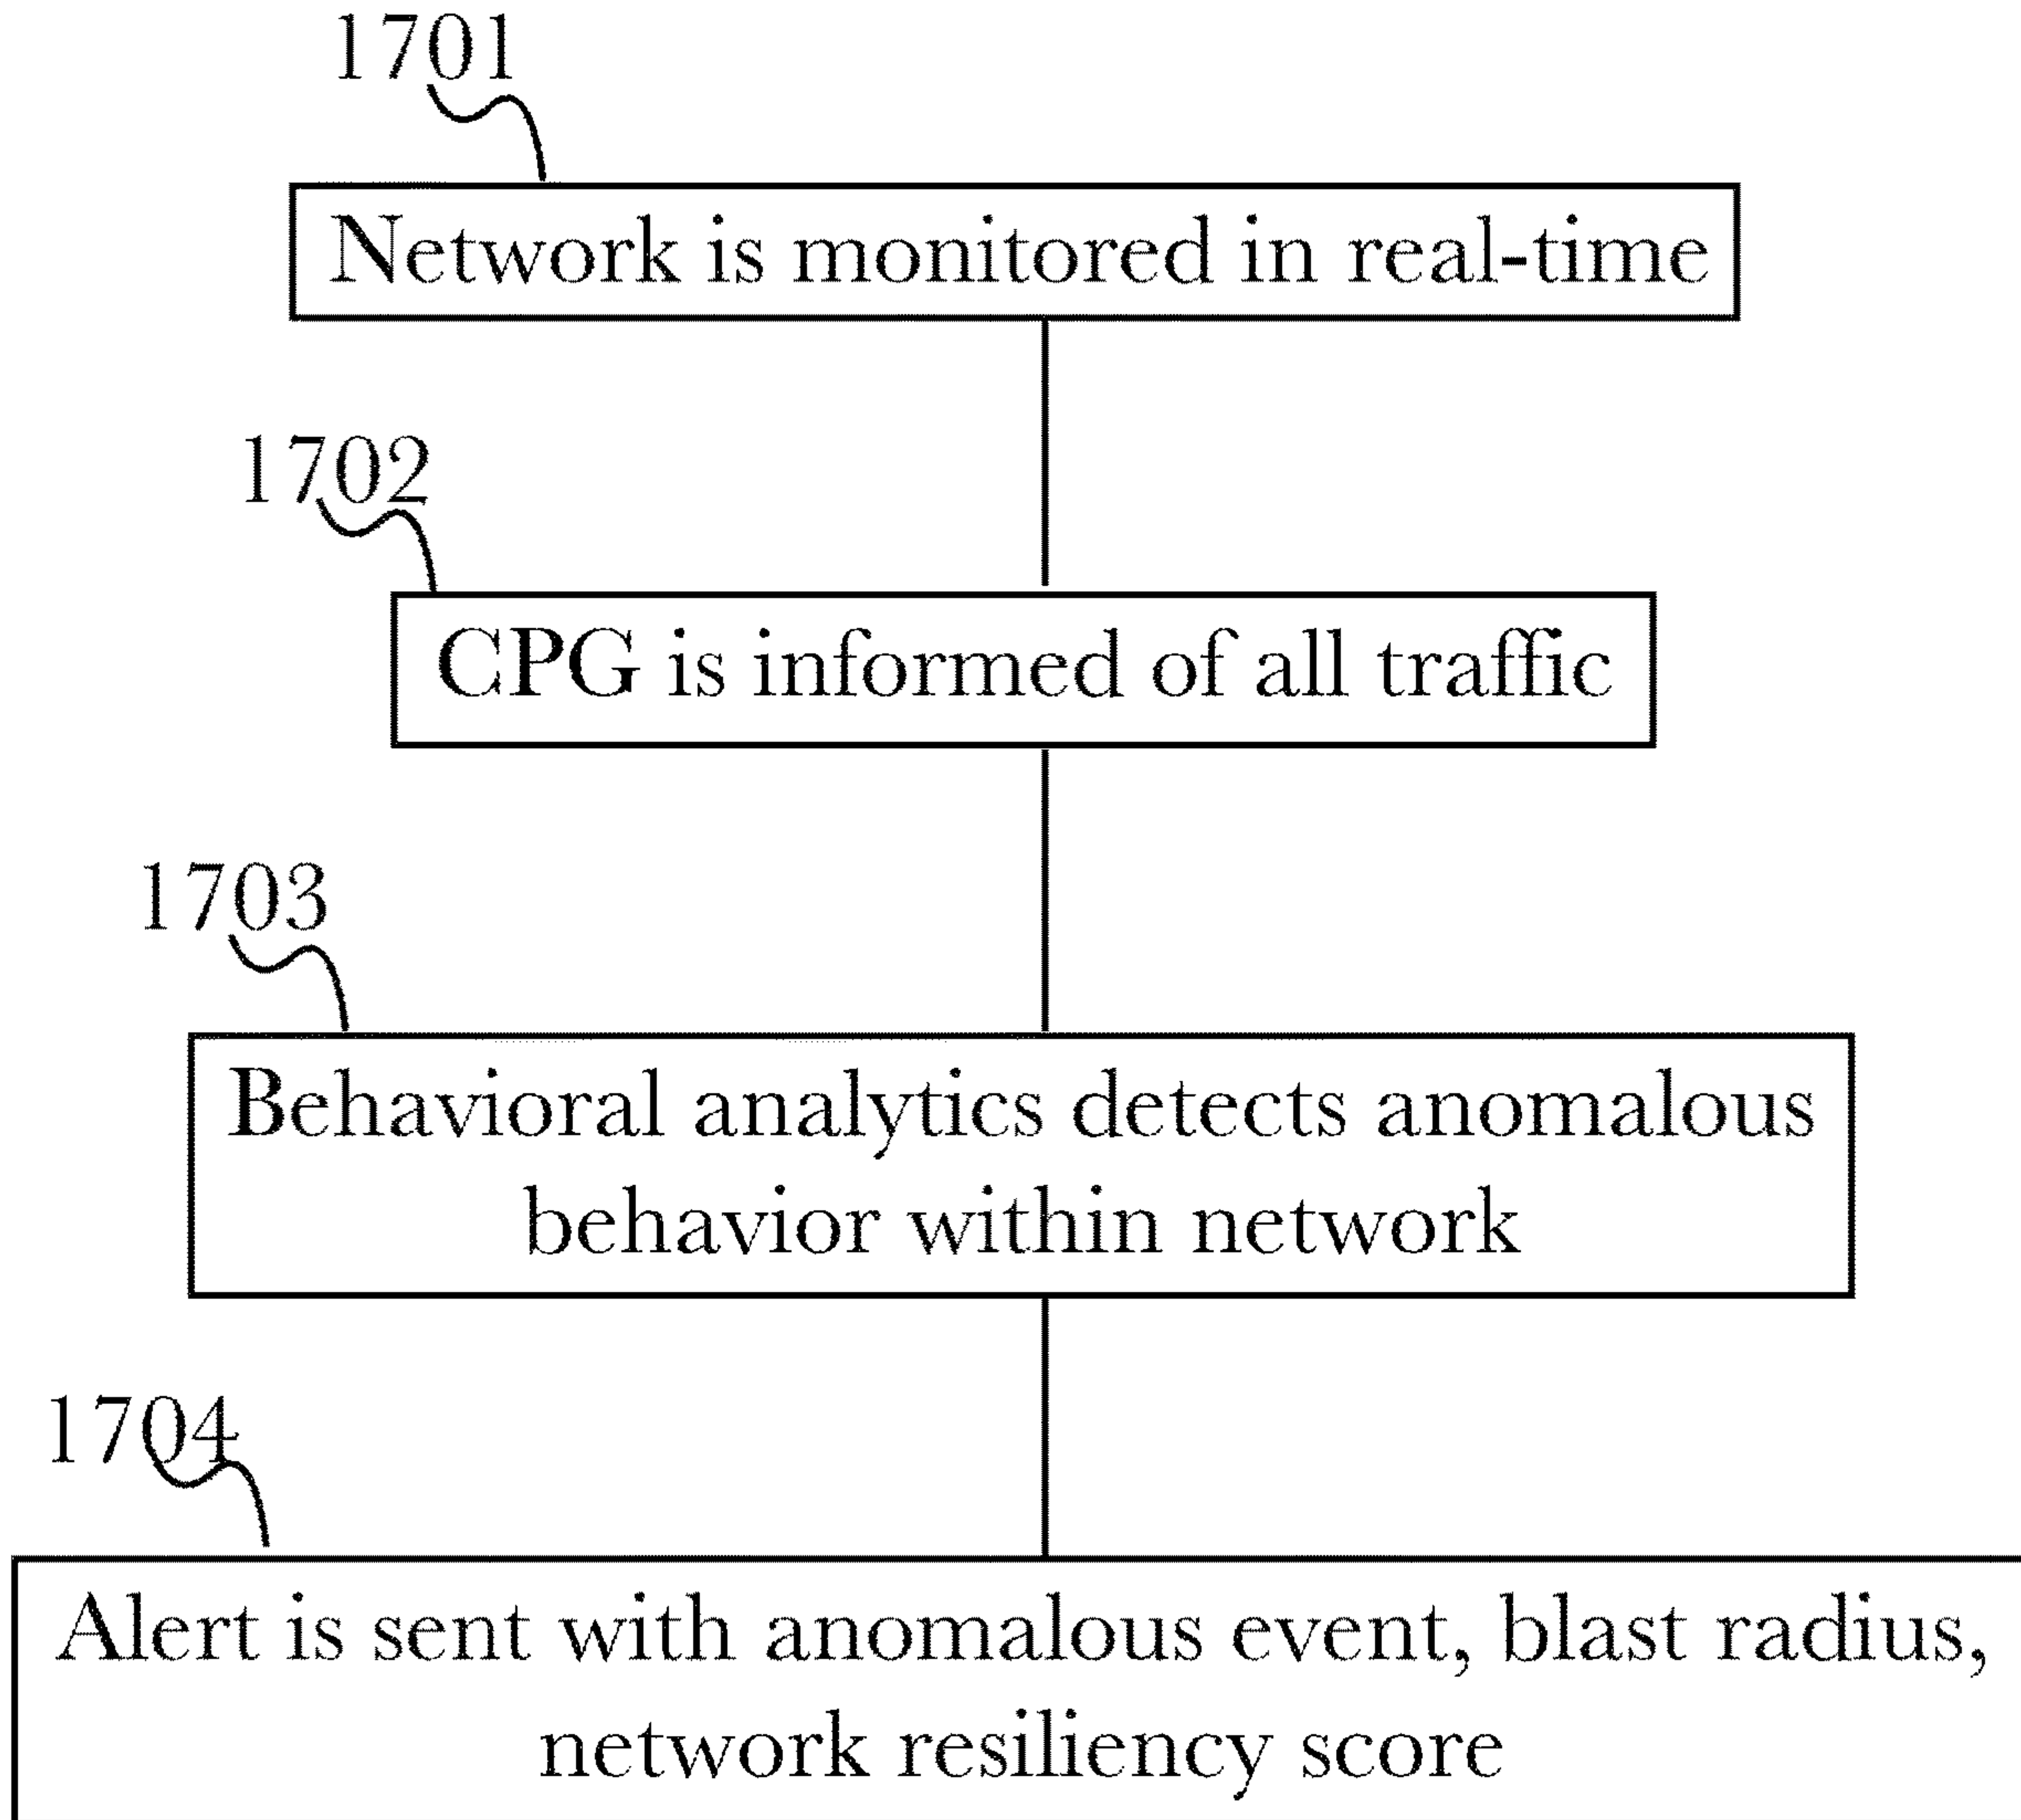 1701
Network is monitored in real-time
1702
CPG is informed of all traffic
1703
Behavioral analytics detects anomalous
behavior within network
1704
Alert is sent with anomalous event, blast radius,
network resiliency score